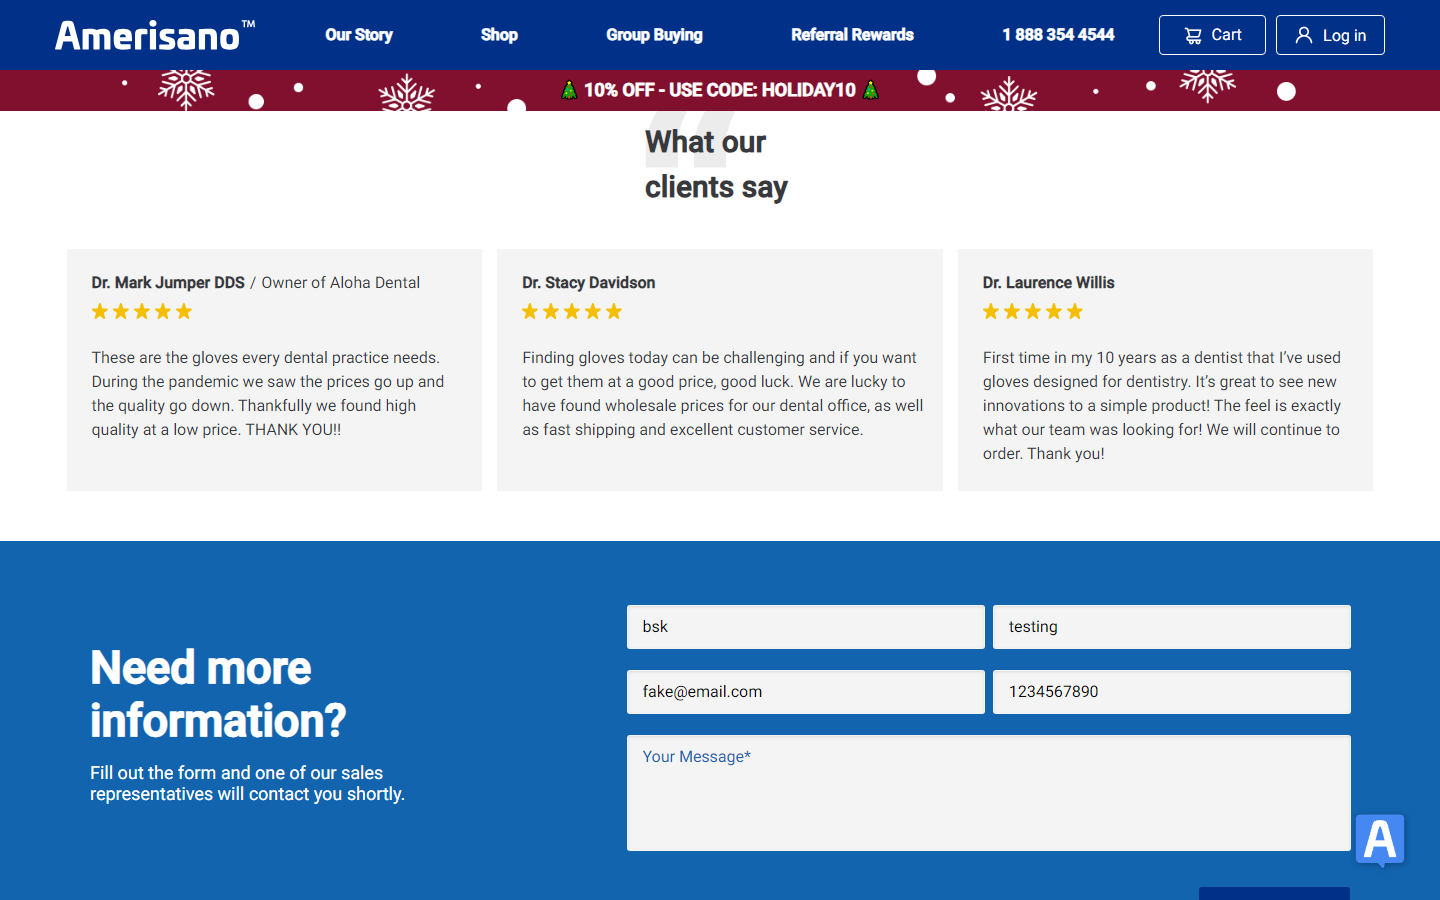 Amerisano™
Our Story
Shop
Group Buying
Referral Rewards
1 888 354 4544
Cart
Log in
10% OFF - USE CODE: HOLIDAY10
What our
clients say
Dr. Mark Jumper DDS / Owner of Aloha Dental
These are the gloves every dental practice needs.
During the pandemic we saw the prices go up and
the quality go down. Thankfully we found high
quality at a low price. THANK YOU!!
Dr. Stacy Davidson
Finding gloves today can be challenging and if you want
to get them at a good price, good luck. We are lucky to
have found wholesale prices for our dental office, as well
as fast shipping and excellent customer service.
Dr. Laurence Willis
First time in my 10 years as a dentist that I’ve used
gloves designed for dentistry. It’s great to see new
innovations to a simple product! The feel is exactly
what our team was looking for! We will continue to
order. Thank you!
Need more
information?
Fill out the form and one of our sales
representatives will contact you shortly.
bsk
testing
fake@email.com
1234567890
Your Message*
A